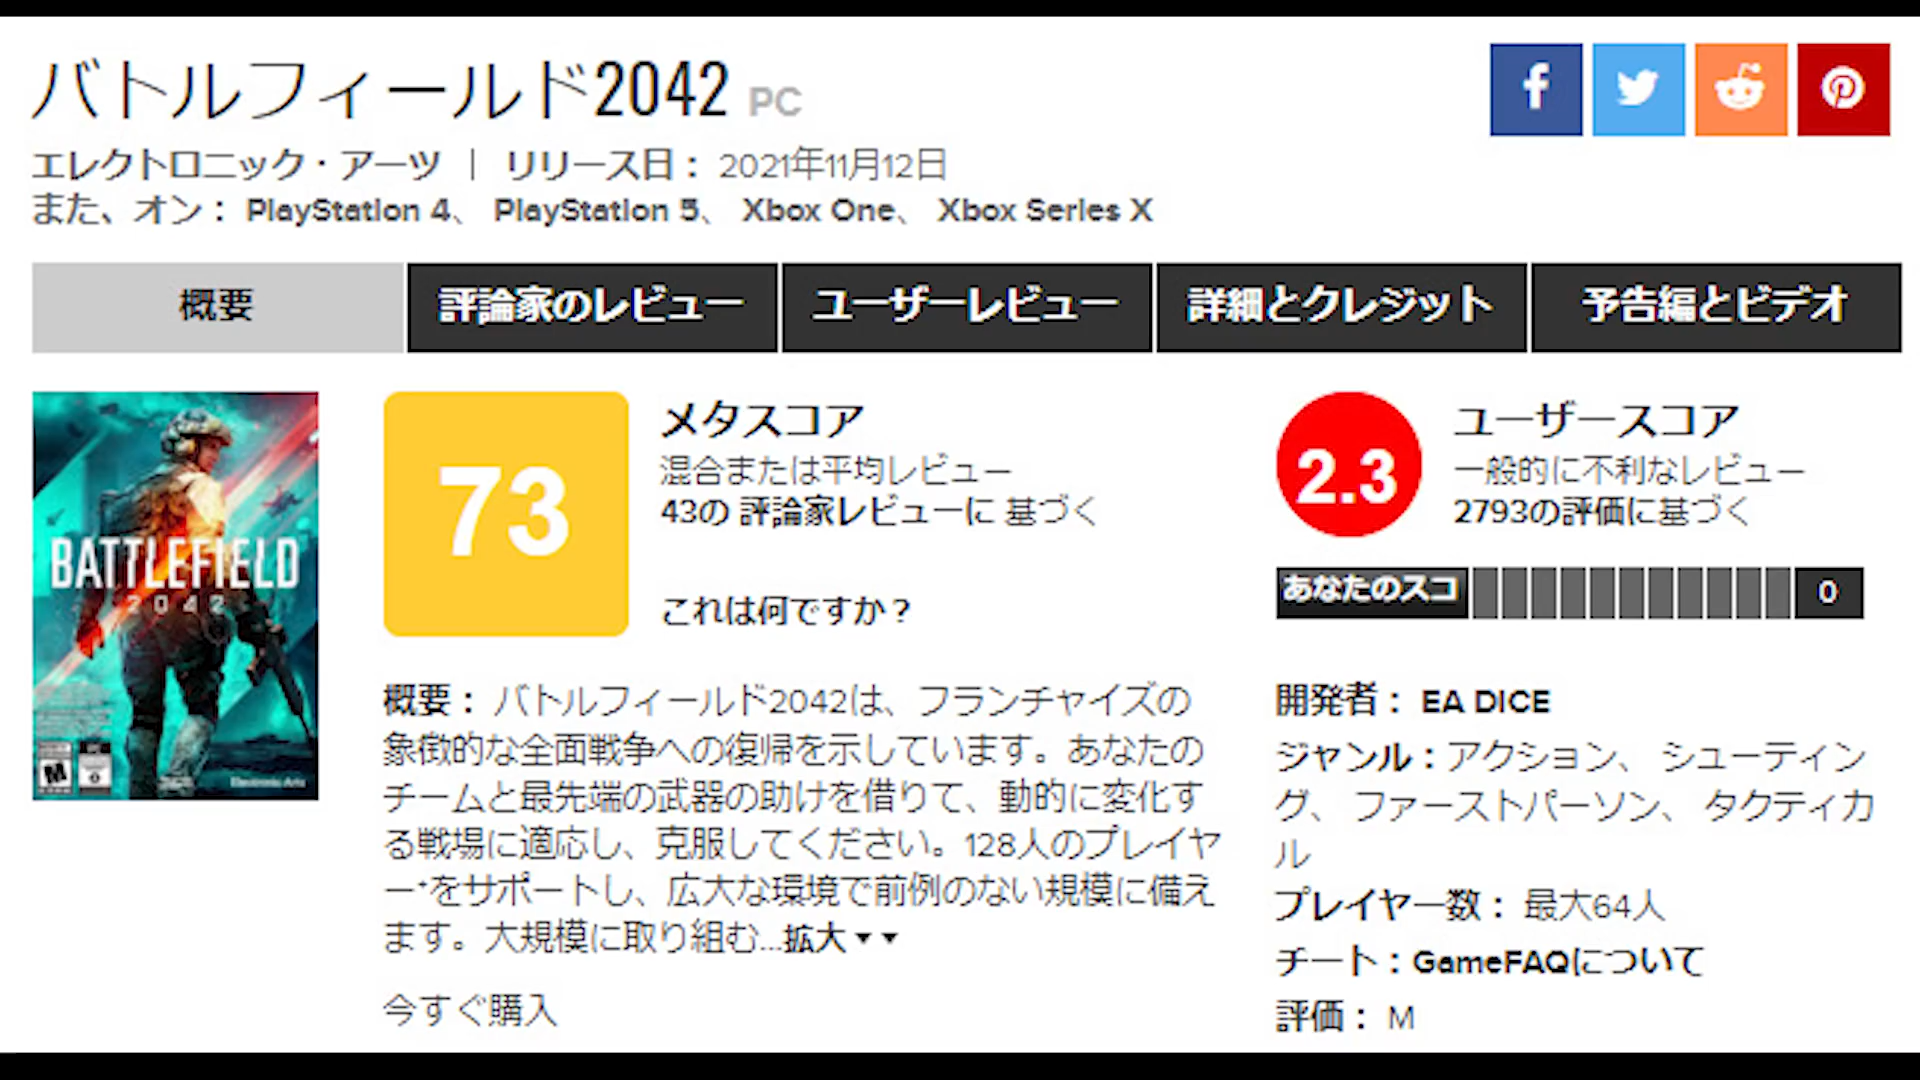 バトルフィールド2042 PC
エレクトロニック・アーツ | リリース日： 2021年11月12日
また、オン： PlayStation 4、 PlayStation 5、 Xbox One、 Xbox Series X
概要 評論家のレビュー ユーザーレビュー 詳細とクレジット 予告編とビデオ
BATTLEFIELD
2042
M
Electronic Arts
73
メタスコア
混合または平均レビュー
43の 評論家レビューに 基づく
これは何ですか？
2.3
ユーザースコア
一般的に不利なレビュー
2793の評価に基づく
あなたのスコ 0
概要： バトルフィールド2042は、フランチャイズの
象徴的な全面戦争への復帰を示しています。あなたの
チームと最先端の武器の助けを借りて、動的に変化す
る戦場に適応し、克服してください。128人のプレイヤ
ー*をサポートし、広大な環境で前例のない規模に備え
ます。大規模に取り組む...拡大▼▼
今すぐ購入
開発者： EA DICE
ジャンル：アクション、 シューティン
グ、 ファーストパーソン、 タクティカ
ル
プレイヤー数： 最大64人
チート：GameFAQについて
評価： M